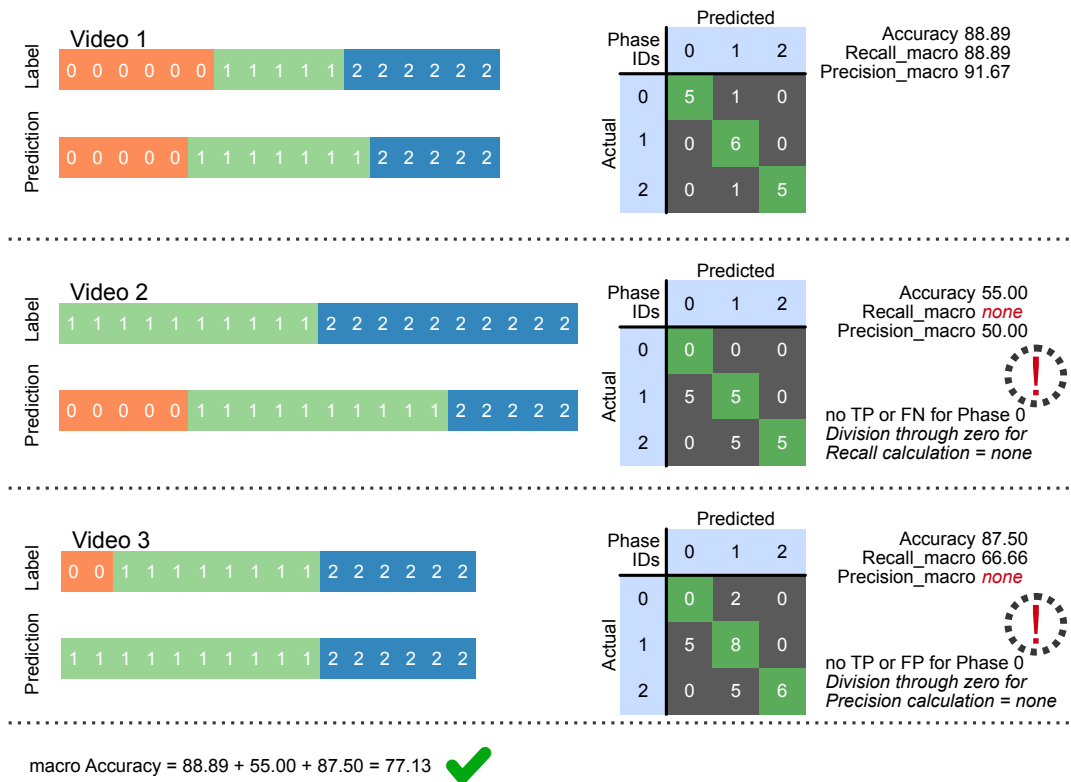 Video 1
Label
0 0 0 0 0 0 1 1 1 1 1 2 2 2 2 2 2
Prediction
0 0 0 0 0 1 1 1 1 1 1 1 2 2 2 2 2
Predicted
Phase IDs 0 1 2
Actual
0 5 1 0
1 0 6 0
2 0 1 5
Accuracy 88.89
Recall_macro 88.89
Precision_macro 91.67
Video 2
Label
1 1 1 1 1 1 1 1 1 1 2 2 2 2 2 2 2 2 2 2
Prediction
0 0 0 0 0 1 1 1 1 1 1 1 1 1 1 2 2 2 2 2
Predicted
Phase IDs 0 1 2
Actual
0 0 0 0
1 5 5 0
2 0 5 5
Accuracy 55.00
Recall_macro none
Precision_macro 50.00
!
no TP or FN for Phase 0
Division through zero for
Recall calculation = none
Video 3
Label
0 0 1 1 1 1 1 1 1 1 2 2 2 2 2 2
Prediction
1 1 1 1 1 1 1 1 1 1 2 2 2 2 2 2
Predicted
Phase IDs 0 1 2
Actual
0 0 2 0
1 5 8 0
2 0 5 6
Accuracy 87.50
Recall_macro 66.66
Precision_macro none
!
no TP or FP for Phase 0
Division through zero for
Precision calculation = none
macro Accuracy = 88.89 + 55.00 + 87.50 = 77.13